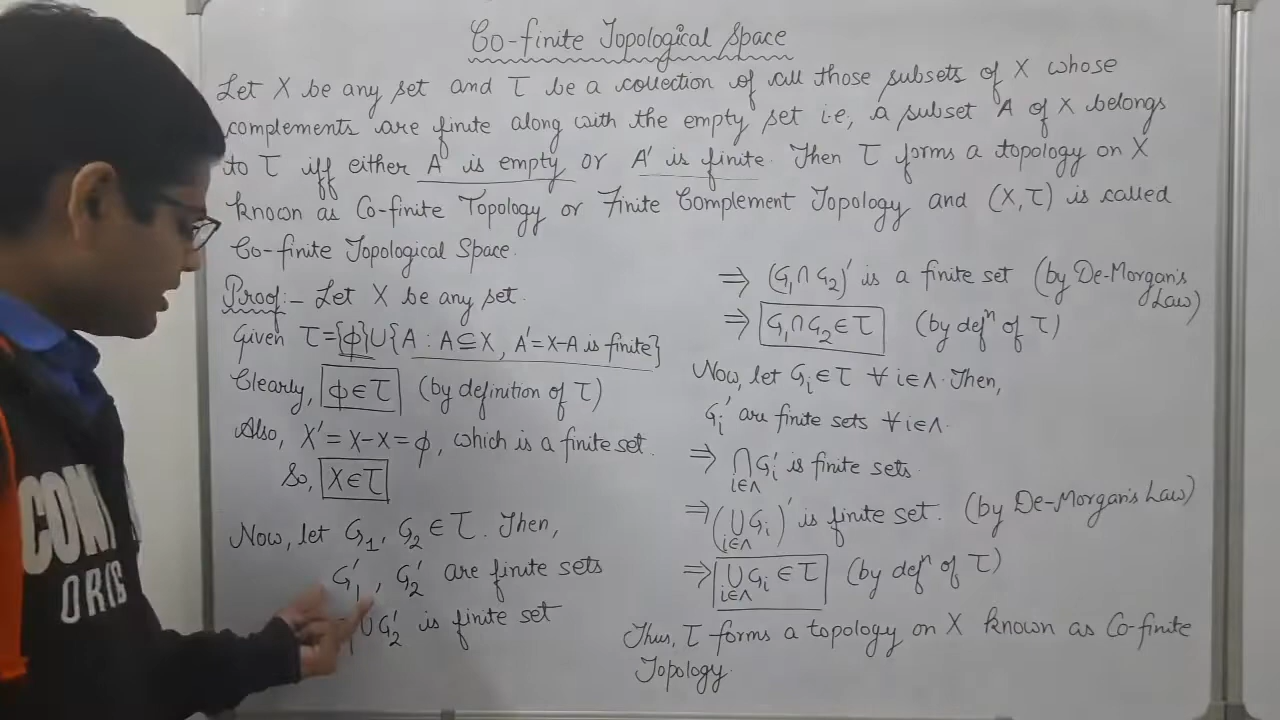 Co-finite Topological Space
Let X be any set and τ be a collection of all those subsets of X whose
complements are finite along with the empty set i.e., a subset A of X belongs
to τ iff either A is empty or A' is finite. Then τ forms a topology on X
known as Co-finite Topology or Finite Complement Topology and (X,τ) is called
Co-finite Topological Space.
Proof:- Let X be any set.
Given τ={ϕ}∪{A : A⊆X, A'=X-A is finite}
Clearly, ϕ∈τ (by definition of τ)
Also, X'=X-X=ϕ, which is a finite set.
So, X∈τ
Now, let G₁, G₂ ∈ τ. Then,
G₁', G₂' are finite sets
∪G₂' is finite set
⇒ (G₁∩G₂)' is a finite set (by De-Morgan's
Law)
⇒ G₁∩G₂∈τ (by defⁿ of τ)
Now, let Gᵢ∈τ ∀ i∈Λ. Then,
Gᵢ' are finite sets ∀i∈Λ.
⇒ ∩Gᵢ' is finite sets.
i∈Λ
⇒ (∪Gᵢ)' is finite set. (by De-Morgan's Law)
i∈Λ
⇒ ∪Gᵢ ∈ τ (by defⁿ of τ)
i∈Λ
Thus, τ forms a topology on X known as Co-finite
Topology.
ORIG